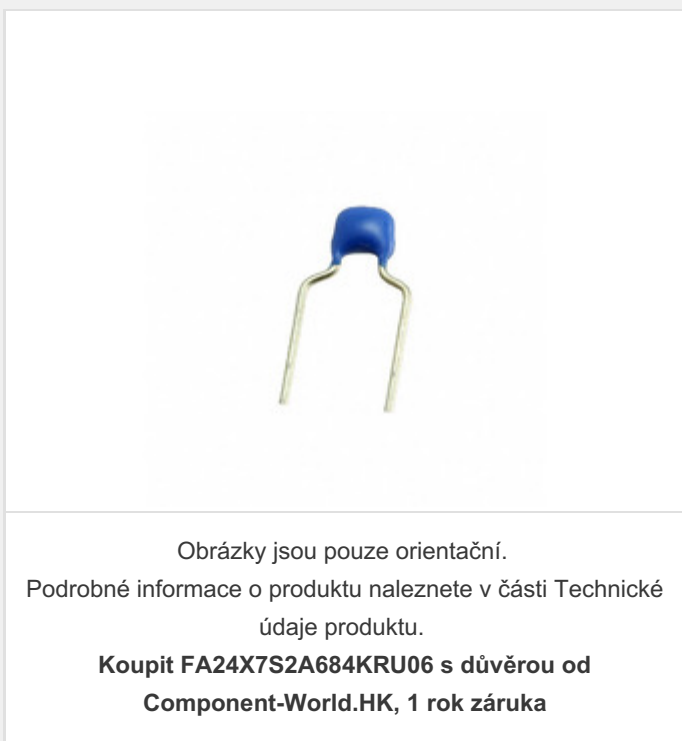 Obrázky jsou pouze orientační.
Podrobné informace o produktu naleznete v části Technické
údaje produktu.
Koupit FA24X7S2A684KRU06 s důvěrou od
Component-World.HK, 1 rok záruka